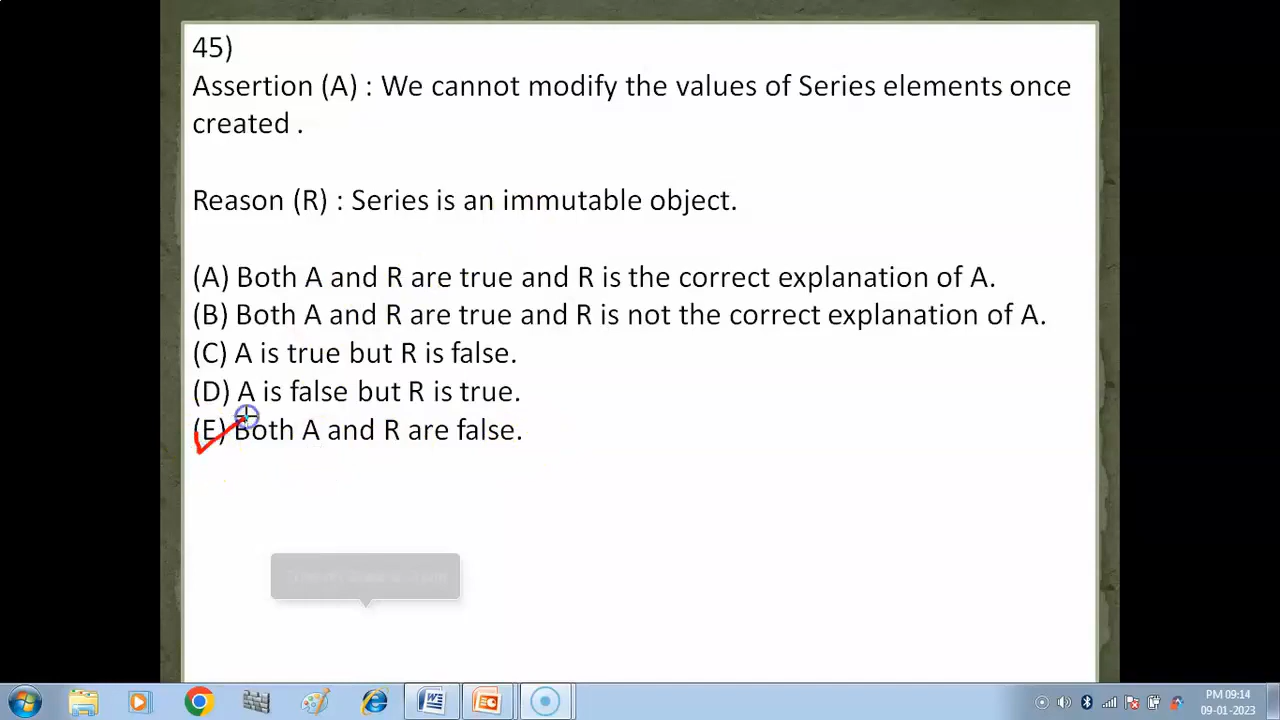 45)
Assertion (A) : We cannot modify the values of Series elements once
created .
Reason (R) : Series is an immutable object.
(A) Both A and R are true and R is the correct explanation of A.
(B) Both A and R are true and R is not the correct explanation of A.
(C) A is true but R is false.
(D) A is false but R is true.
(E) Both A and R are false.
PM 09:14
09-01-2023